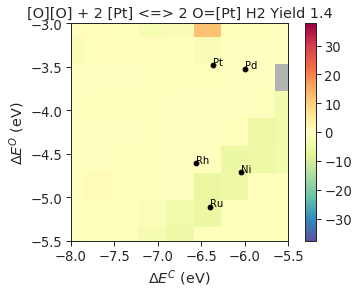 [O][O] + 2 [Pt] <=> 2 O=[Pt] H2 Yield 1.4
−3.0
−3.5
−4.0
−4.5
−5.0
−5.5
ΔE^O (eV)
Pt
Pd
Rh
Ni
Ru
−8.0 −7.5 −7.0 −6.5 −6.0 −5.5
ΔE^C (eV)
30
20
10
0
−10
−20
−30